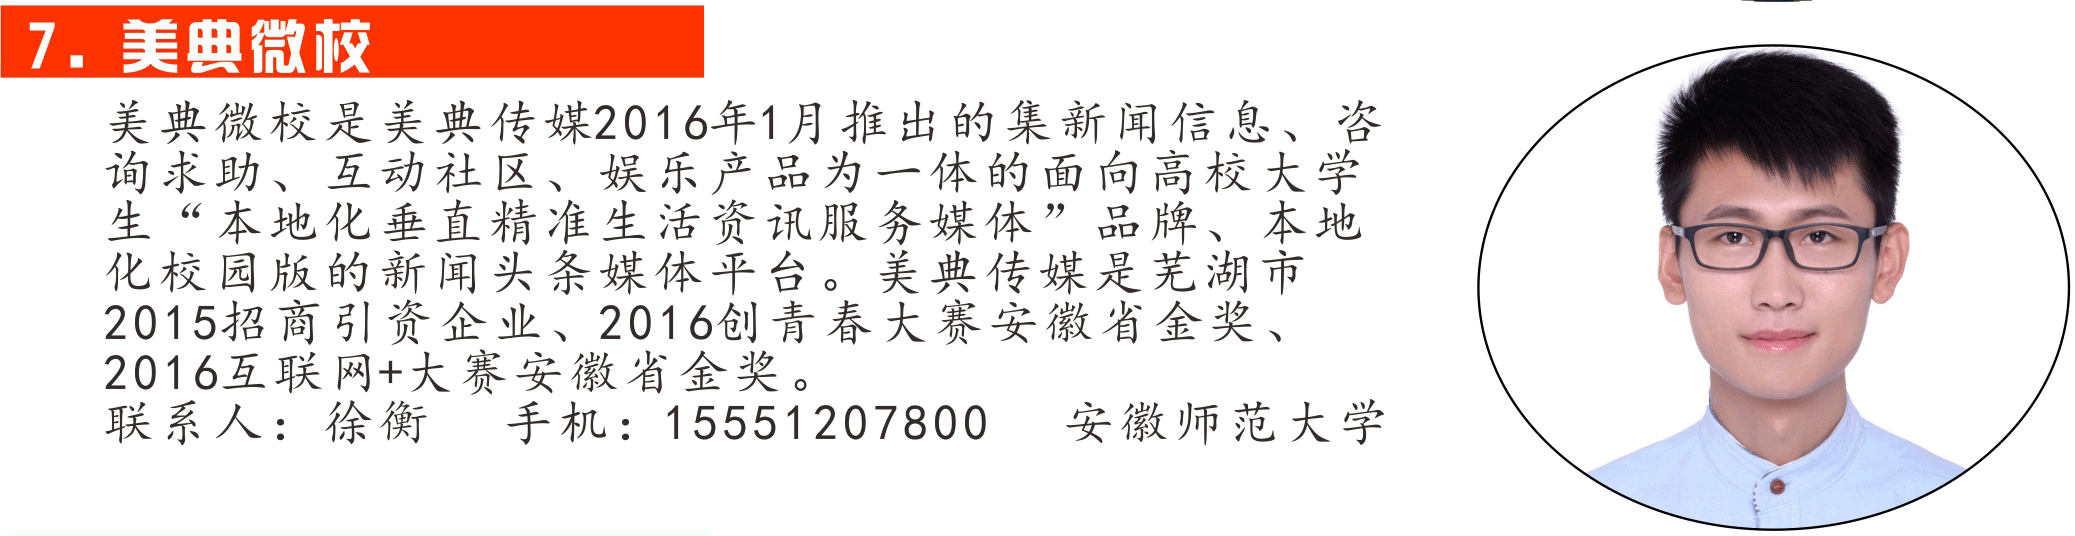 7. 美典微校
美典微校是美典传媒2016年1月推出的集新闻信息、咨
询求助、互动社区、娱乐产品为一体的面向高校大学
生“本地化垂直精准生活资讯服务媒体”品牌、本地
化校园版的新闻头条媒体平台。美典传媒是芜湖市
2015招商引资企业、2016创青春大赛安徽省金奖、
2016互联网+大赛安徽省金奖。
联系人：徐衡 手机：15551207800 安徽师范大学